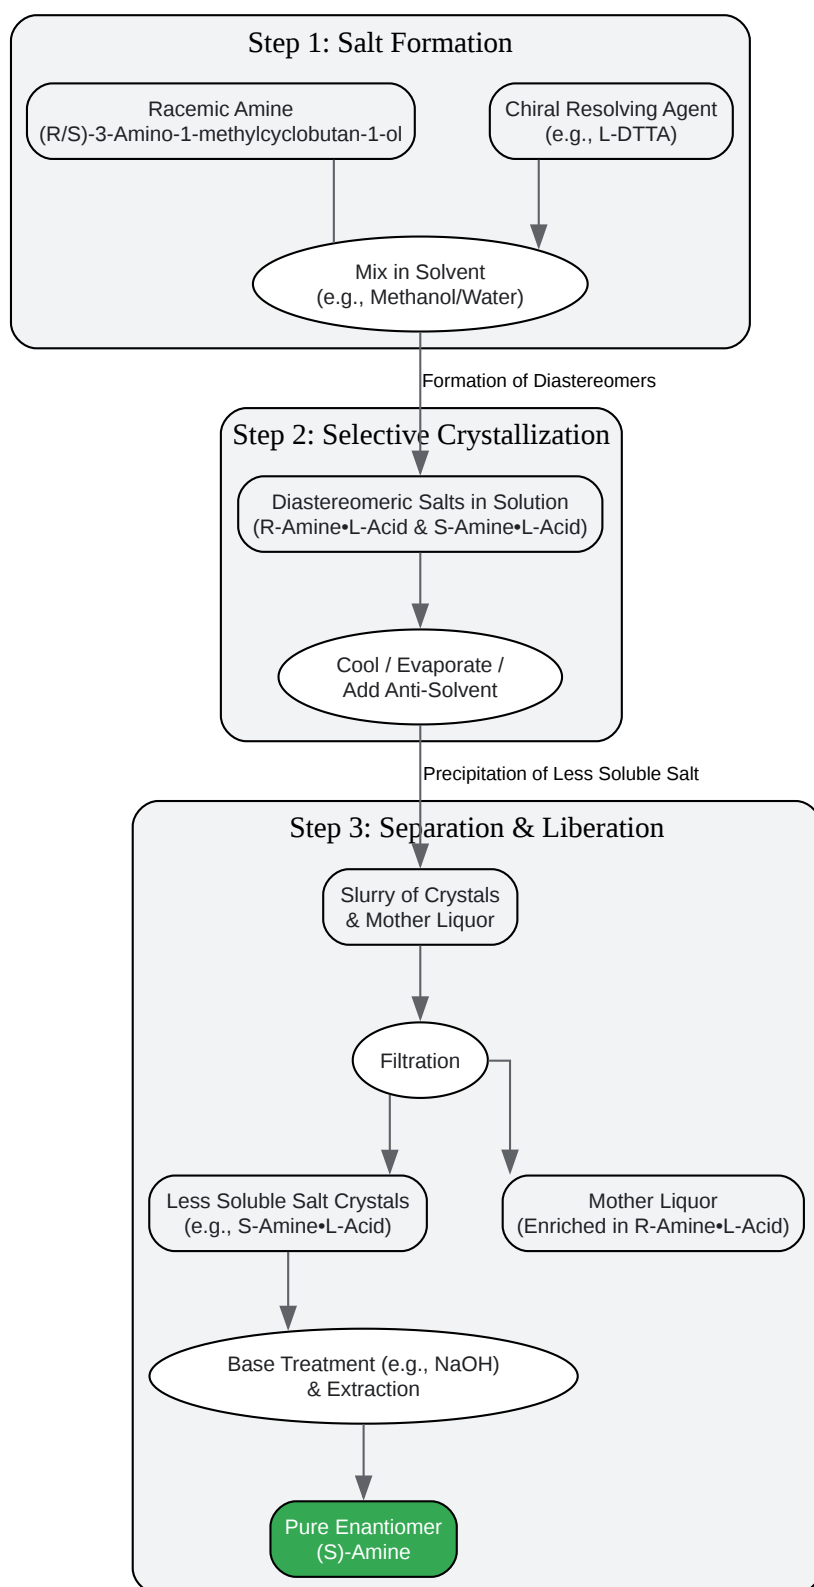 Step 1: Salt Formation
Racemic Amine
(R/S)-3-Amino-1-methylcyclobutan-1-ol
Chiral Resolving Agent
(e.g., L-DTTA)
Mix in Solvent
(e.g., Methanol/Water)
Formation of Diastereomers
Step 2: Selective Crystallization
Diastereomeric Salts in Solution
(R-Amine•L-Acid & S-Amine•L-Acid)
Cool / Evaporate /
Add Anti-Solvent
Precipitation of Less Soluble Salt
Step 3: Separation & Liberation
Slurry of Crystals
& Mother Liquor
Filtration
Less Soluble Salt Crystals
(e.g., S-Amine•L-Acid)
Mother Liquor
(Enriched in R-Amine•L-Acid)
Base Treatment (e.g., NaOH)
& Extraction
Pure Enantiomer
(S)-Amine